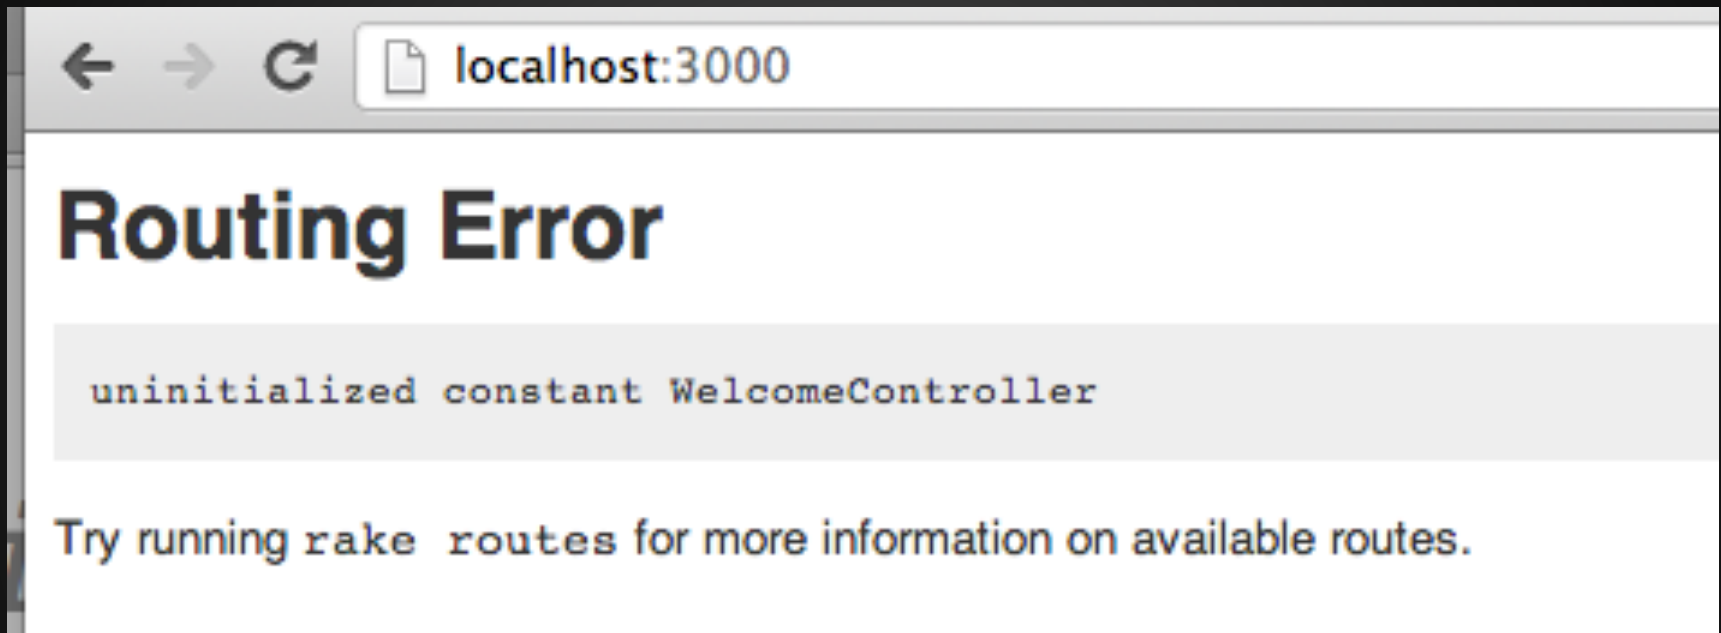 localhost:3000
Routing Error
uninitialized constant WelcomeController
Try running rake routes for more information on available routes.